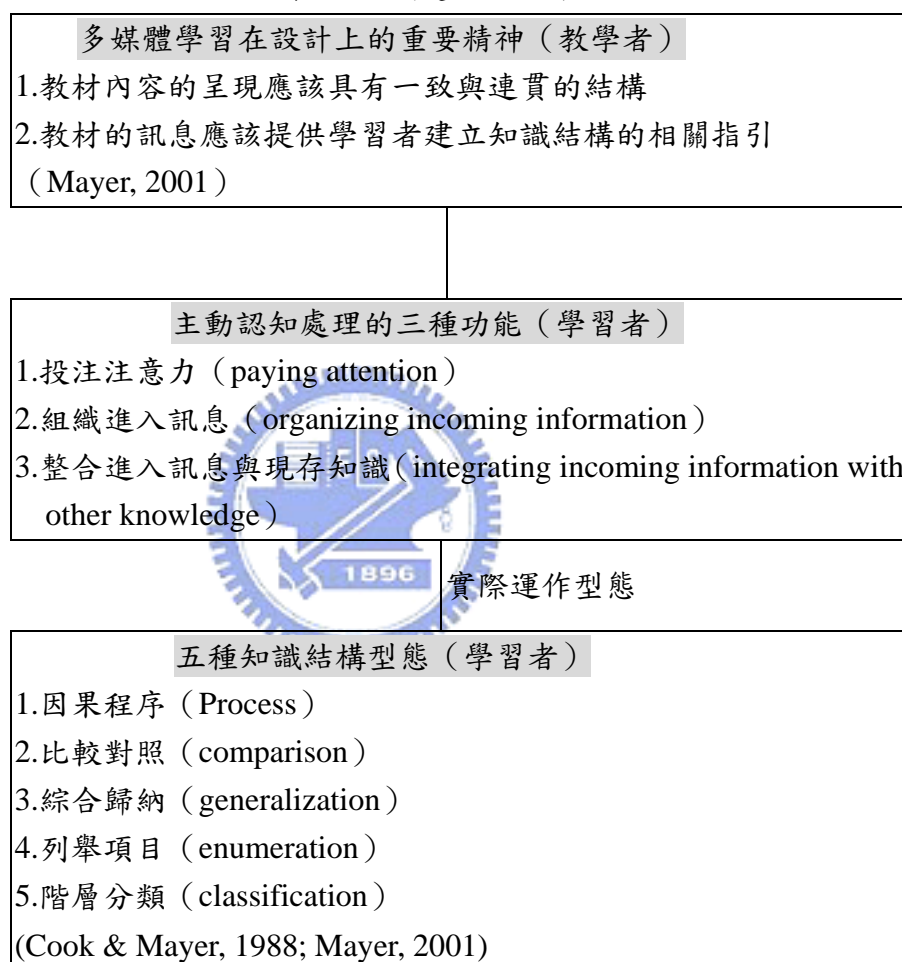 多媒體學習在設計上的重要精神（教學者）
1.教材內容的呈現應該具有一致與連貫的結構
2.教材的訊息應該提供學習者建立知識結構的相關指引
（Mayer, 2001）
主動認知處理的三種功能（學習者）
1.投注注意力（paying attention）
2.組織進入訊息（organizing incoming information）
3.整合進入訊息與現存知識（integrating incoming information with
other knowledge）
1896
實際運作型態
五種知識結構型態（學習者）
1.因果程序（Process）
2.比較對照（comparison）
3.綜合歸納（generalization）
4.列舉項目（enumeration）
5.階層分類（classification）
(Cook & Mayer, 1988; Mayer, 2001)